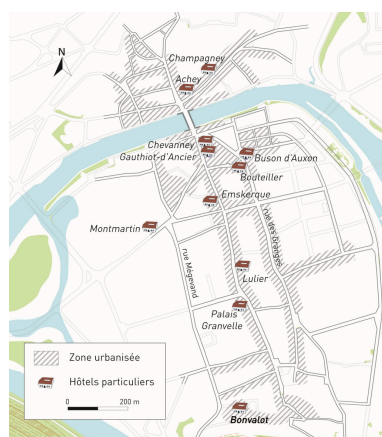 N
Champagney
Achey
Chevanney
Gauthiot-d'Ancier
Buson d'Auxon
Bouteiller
Emskerque
Montmartin
rue des Granges
rue Mégevand
Lulier
Palais
Granvelle
Bonvalot
Zone urbanisée
Hôtels particuliers
0 200 m